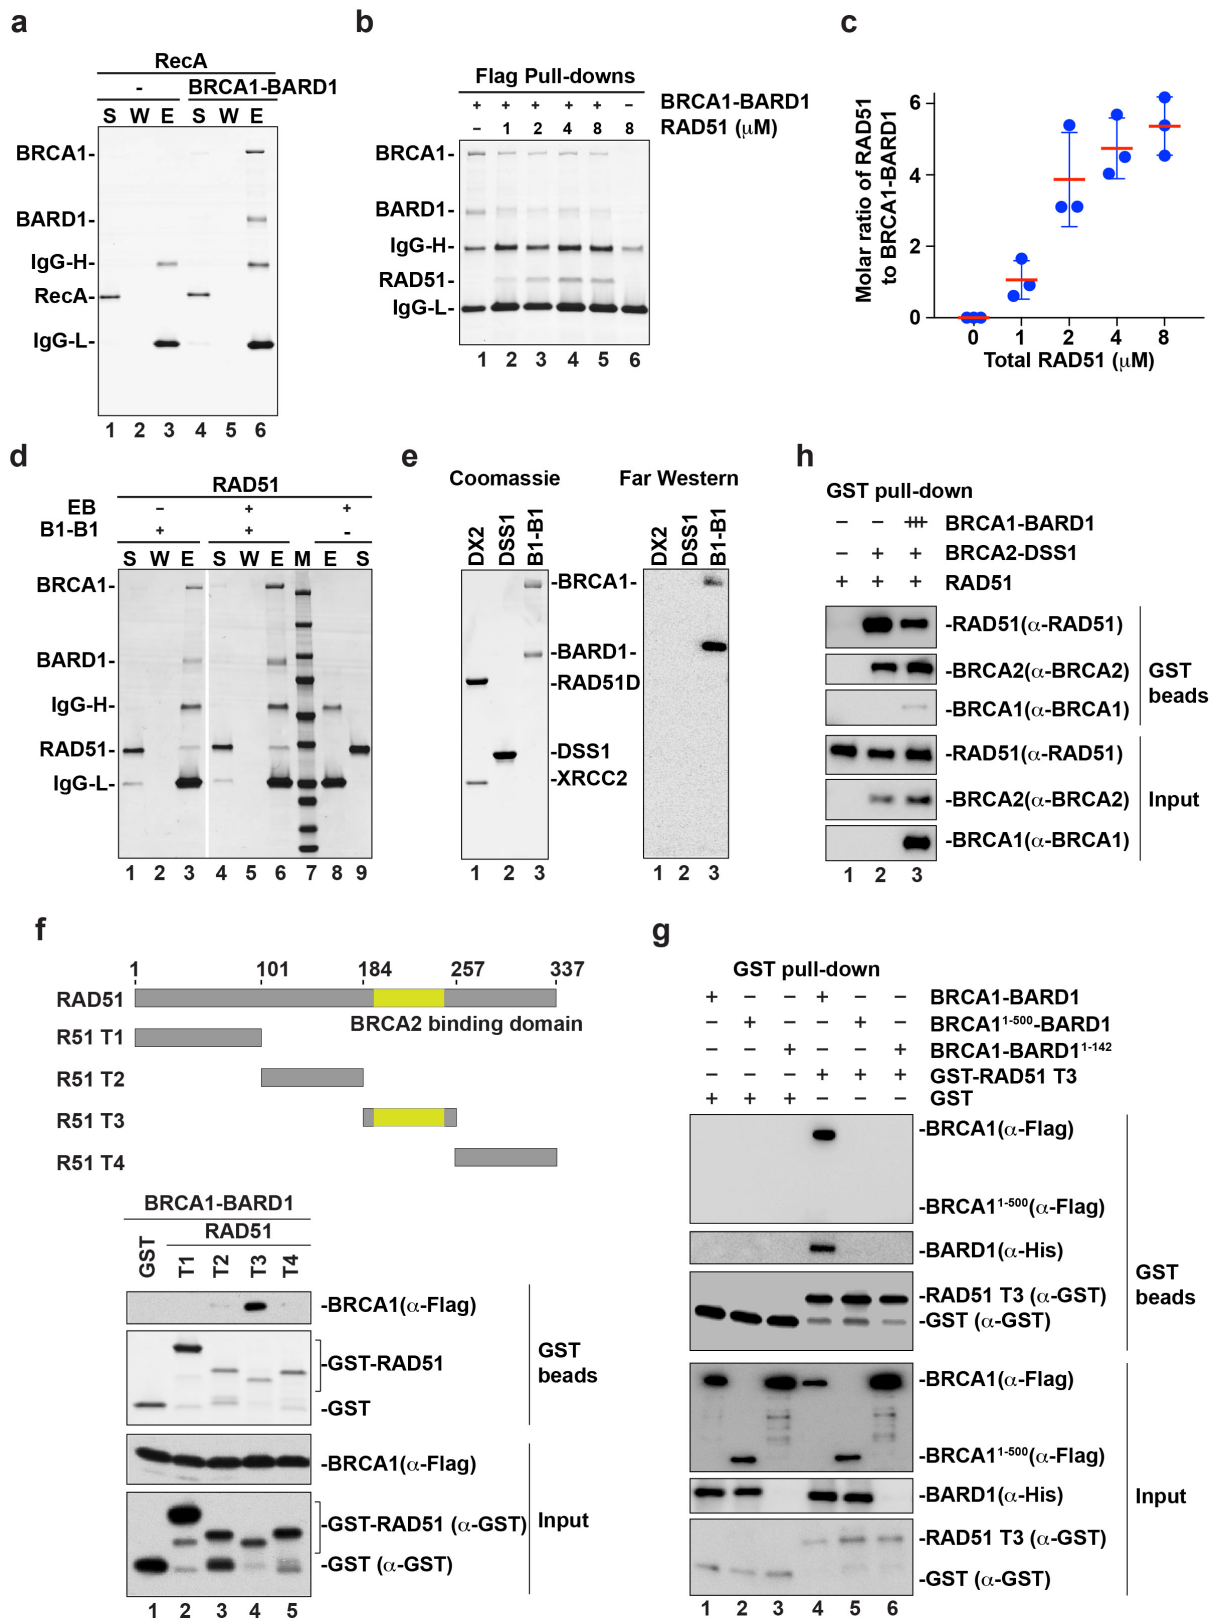 a
RecA
-
BRCA1-BARD1
S W E S W E
BRCA1-
BARD1-
IgG-H-
RecA-
IgG-L-
1 2 3 4 5 6
b
Flag Pull-downs
+ + + + + – BRCA1-BARD1
– 1 2 4 8 8 RAD51 (μM)
BRCA1-
BARD1-
IgG-H-
RAD51-
IgG-L-
1 2 3 4 5 6
c
Molar ratio of RAD51
to BRCA1-BARD1
6
4
2
0
0 1 2 4 8
Total RAD51 (μM)
d
RAD51
EB – + +
B1-B1 + + -
S W E S W E M E S
BRCA1-
BARD1-
IgG-H-
RAD51-
IgG-L-
1 2 3 4 5 6 7 8 9
e
Coomassie Far Western
DX2 DSS1 B1-B1 DX2 DSS1 B1-B1
-BRCA1-
-BARD1-
-RAD51D
-DSS1
-XRCC2
1 2 3 1 2 3
h
GST pull-down
– – +++ BRCA1-BARD1
– + + BRCA2-DSS1
+ + + RAD51
-RAD51(α-RAD51)
-BRCA2(α-BRCA2)
-BRCA1(α-BRCA1)
GST
beads
-RAD51(α-RAD51)
-BRCA2(α-BRCA2)
-BRCA1(α-BRCA1)
Input
1 2 3
f
1 101 184 257 337
RAD51
BRCA2 binding domain
R51 T1
R51 T2
R51 T3
R51 T4
BRCA1-BARD1
RAD51
GST T1 T2 T3 T4
-BRCA1(α-Flag)
-GST-RAD51
-GST
GST
beads
-BRCA1(α-Flag)
-GST-RAD51 (α-GST)
-GST (α-GST)
Input
1 2 3 4 5
g
GST pull-down
+ – – + – – BRCA1-BARD1
– + – – + – BRCA1¹⁻⁵⁰⁰-BARD1
– – + – – + BRCA1-BARD1¹⁻¹⁴²
– – – + + + GST-RAD51 T3
+ + + – – – GST
-BRCA1(α-Flag)
-BRCA1¹⁻⁵⁰⁰(α-Flag)
-BARD1(α-His)
-RAD51 T3 (α-GST)
-GST (α-GST)
GST
beads
-BRCA1(α-Flag)
-BRCA1¹⁻⁵⁰⁰(α-Flag)
-BARD1(α-His)
-RAD51 T3 (α-GST)
-GST (α-GST)
Input
1 2 3 4 5 6